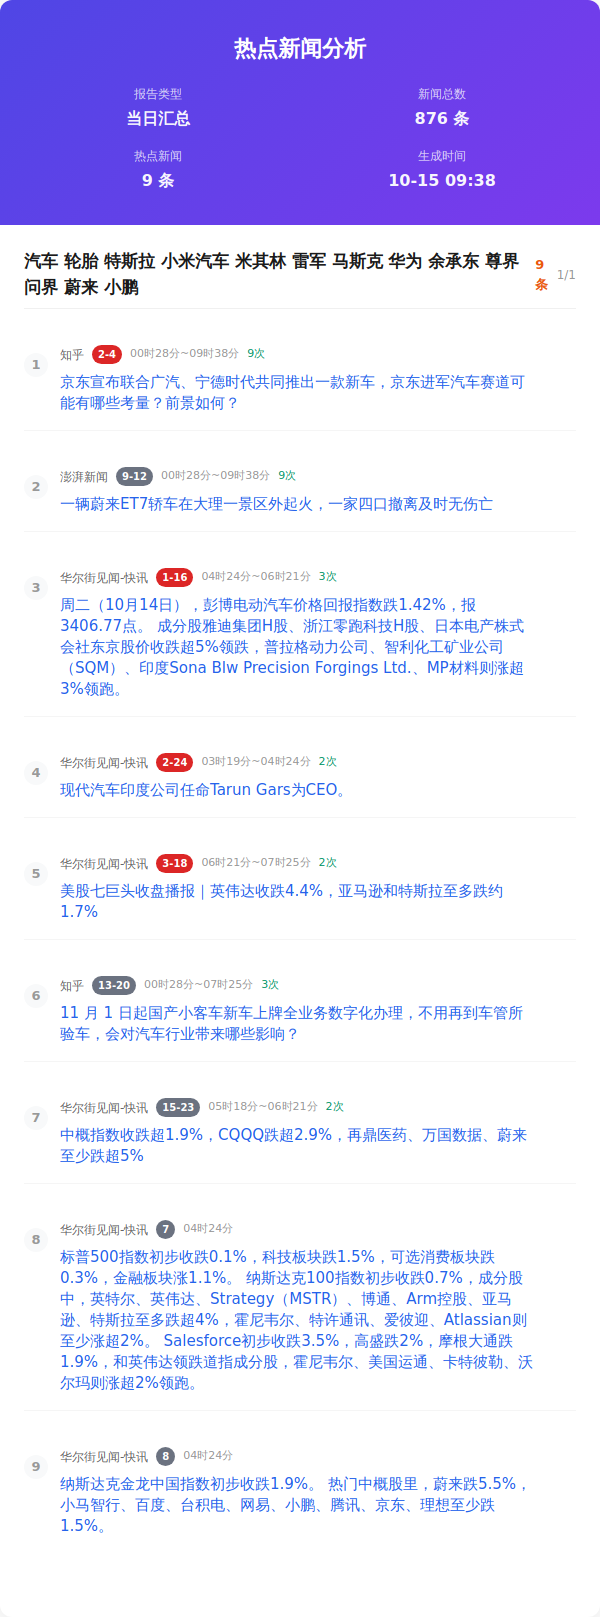 热点新闻分析
报告类型
当日汇总
新闻总数
876 条
热点新闻
9 条
生成时间
10-15 09:38
汽车 轮胎 特斯拉 小米汽车 米其林 雷军 马斯克 华为 余承东 尊界
问界 蔚来 小鹏
9
条
1/1
1
知乎 2-4 00时28分~09时38分 9次
京东宣布联合广汽、宁德时代共同推出一款新车，京东进军汽车赛道可
能有哪些考量？前景如何？
2
澎湃新闻 9-12 00时28分~09时38分 9次
一辆蔚来ET7轿车在大理一景区外起火，一家四口撤离及时无伤亡
3
华尔街见闻-快讯 1-16 04时24分~06时21分 3次
周二（10月14日），彭博电动汽车价格回报指数跌1.42%，报
3406.77点。 成分股雅迪集团H股、浙江零跑科技H股、日本电产株式
会社东京股价收跌超5%领跌，普拉格动力公司、智利化工矿业公司
（SQM）、印度Sona Blw Precision Forgings Ltd.、MP材料则涨超
3%领跑。
4
华尔街见闻-快讯 2-24 03时19分~04时24分 2次
现代汽车印度公司任命Tarun Gars为CEO。
5
华尔街见闻-快讯 3-18 06时21分~07时25分 2次
美股七巨头收盘播报｜英伟达收跌4.4%，亚马逊和特斯拉至多跌约
1.7%
6
知乎 13-20 00时28分~07时25分 3次
11 月 1 日起国产小客车新车上牌全业务数字化办理，不用再到车管所
验车，会对汽车行业带来哪些影响？
7
华尔街见闻-快讯 15-23 05时18分~06时21分 2次
中概指数收跌超1.9%，CQQQ跌超2.9%，再鼎医药、万国数据、蔚来
至少跌超5%
8
华尔街见闻-快讯 7 04时24分
标普500指数初步收跌0.1%，科技板块跌1.5%，可选消费板块跌
0.3%，金融板块涨1.1%。 纳斯达克100指数初步收跌0.7%，成分股
中，英特尔、英伟达、Strategy（MSTR）、博通、Arm控股、亚马
逊、特斯拉至多跌超4%，霍尼韦尔、特许通讯、爱彼迎、Atlassian则
至少涨超2%。 Salesforce初步收跌3.5%，高盛跌2%，摩根大通跌
1.9%，和英伟达领跌道指成分股，霍尼韦尔、美国运通、卡特彼勒、沃
尔玛则涨超2%领跑。
9
华尔街见闻-快讯 8 04时24分
纳斯达克金龙中国指数初步收跌1.9%。 热门中概股里，蔚来跌5.5%，
小马智行、百度、台积电、网易、小鹏、腾讯、京东、理想至少跌
1.5%。